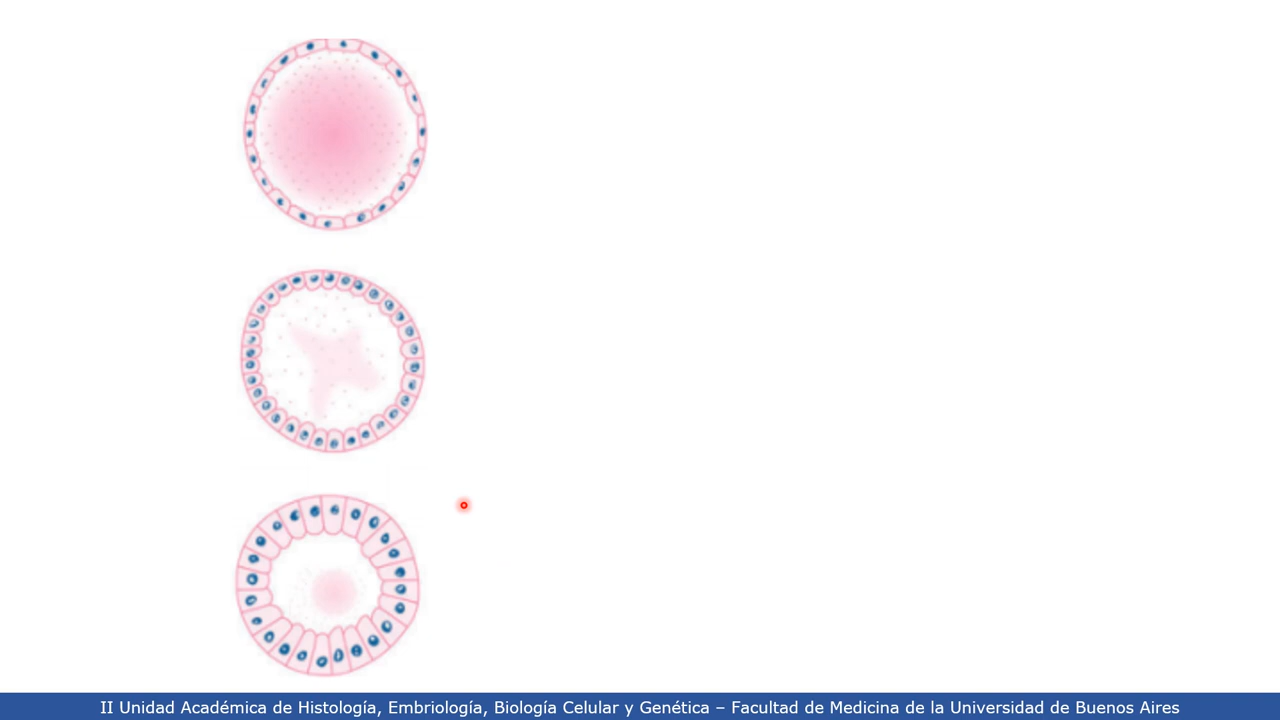 II Unidad Académica de Histología, Embriología, Biología Celular y Genética – Facultad de Medicina de la Universidad de Buenos Aires